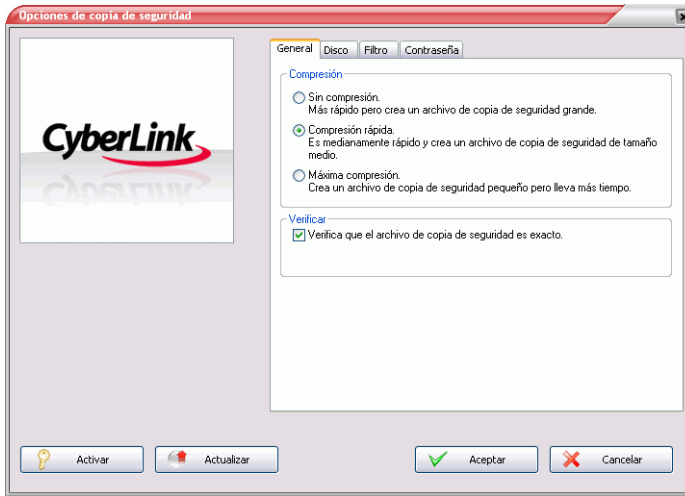 Opciones de copia de seguridad
CyberLink
General
Disco
Filtro
Contraseña
Compresión
Sin compresión.
Más rápido pero crea un archivo de copia de seguridad grande.
Compresión rápida.
Es medianamente rápido y crea un archivo de copia de seguridad de tamaño
medio.
Máxima compresión.
Crea un archivo de copia de seguridad pequeño pero lleva más tiempo.
Verificar
Verifica que el archivo de copia de seguridad es exacto.
Activar
Actualizar
Aceptar
Cancelar